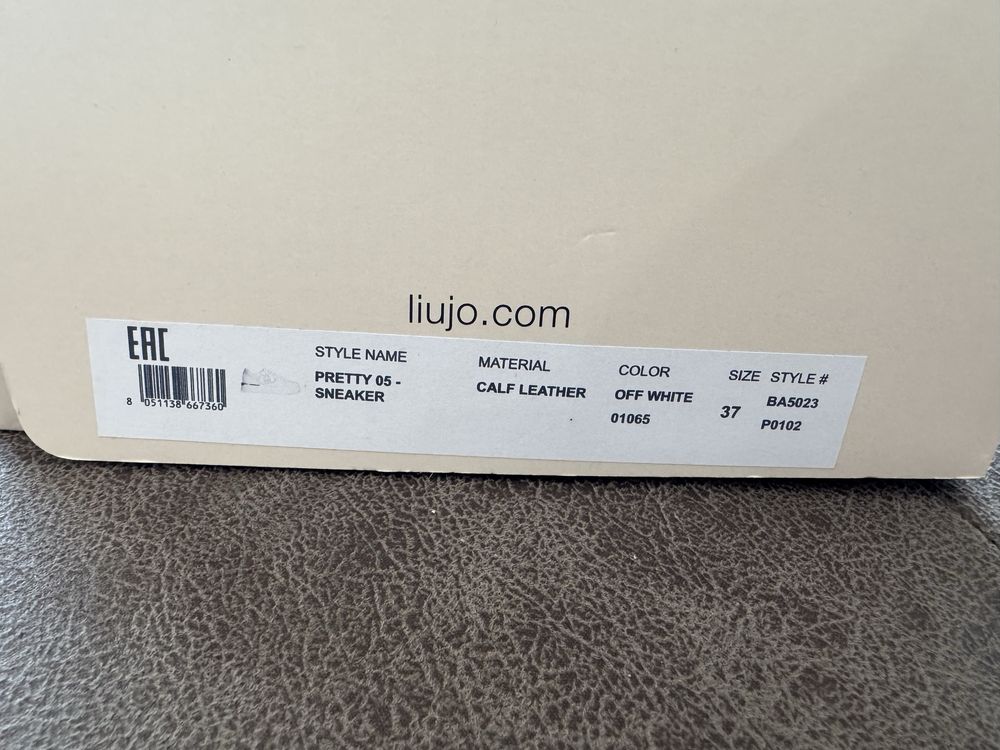 liujo.com
EAC
8 051138 667360
STYLE NAME
PRETTY 05 -
SNEAKER
MATERIAL
CALF LEATHER
COLOR
OFF WHITE
01065
SIZE
37
STYLE #
BA5023
P0102